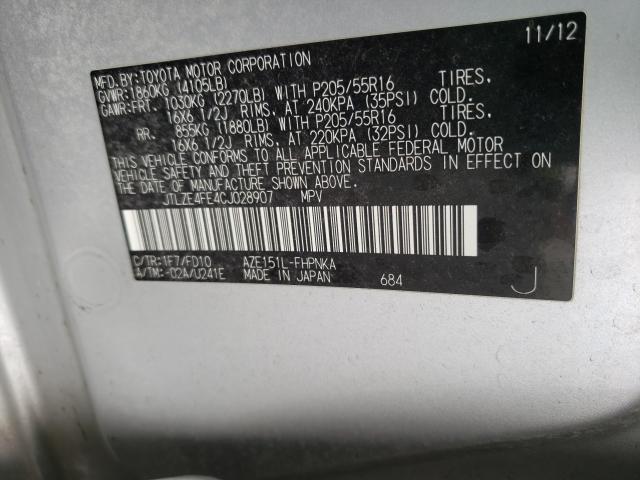 11/12
MFD.BY:TOYOTA MOTOR CORPORATION
GVWR:1860KG (4105LB)
GAWR:FRT. 1030KG (2270LB) WITH P205/55R16 TIRES.
16X6 1/2J RIMS, AT 240KPA (35PSI) COLD.
RR. 855KG (1880LB) WITH P205/55R16 TIRES.
16X6 1/2J RIMS, AT 220KPA (32PSI) COLD.
THIS VEHICLE CONFORMS TO ALL APPLICABLE FEDERAL MOTOR
VEHICLE SAFETY AND THEFT PREVENTION STANDARDS IN EFFECT ON
THE DATE OF MANUFACTURE SHOWN ABOVE.
JTLZE4FE4CJ028907 MPV
C/TR:1F7/FD10 AZE151L-FHPNKA
A/TM:-02A/U241E MADE IN JAPAN 684 J